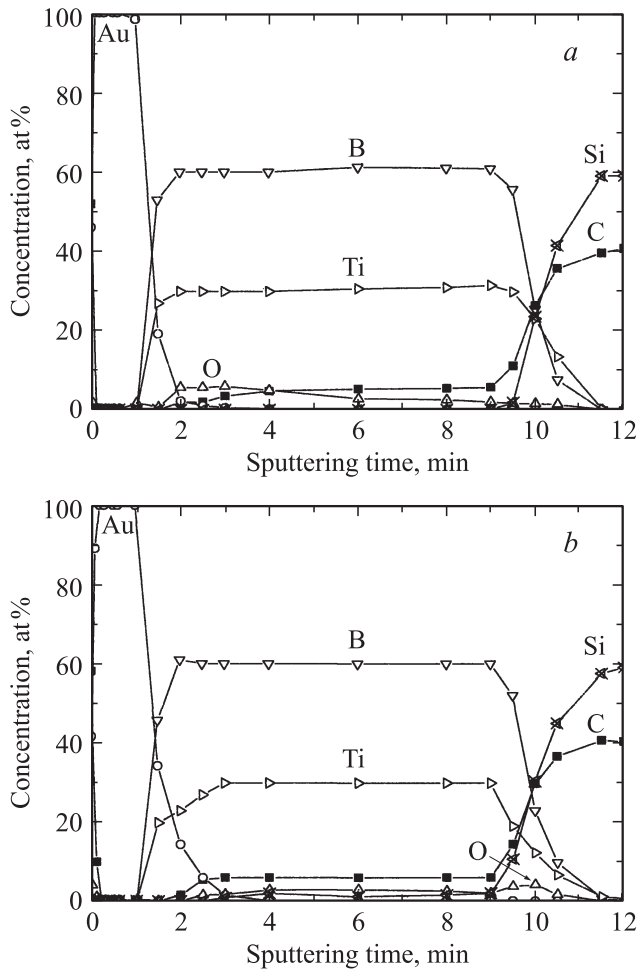 100
80
60
40
20
0
Concentration, at%
Au
a
B
Ti
O
Si
C
0 2 4 6 8 10 12
Sputtering time, min
100
80
60
40
20
0
Concentration, at%
Au
b
B
Ti
O
Si
C
0 2 4 6 8 10 12
Sputtering time, min